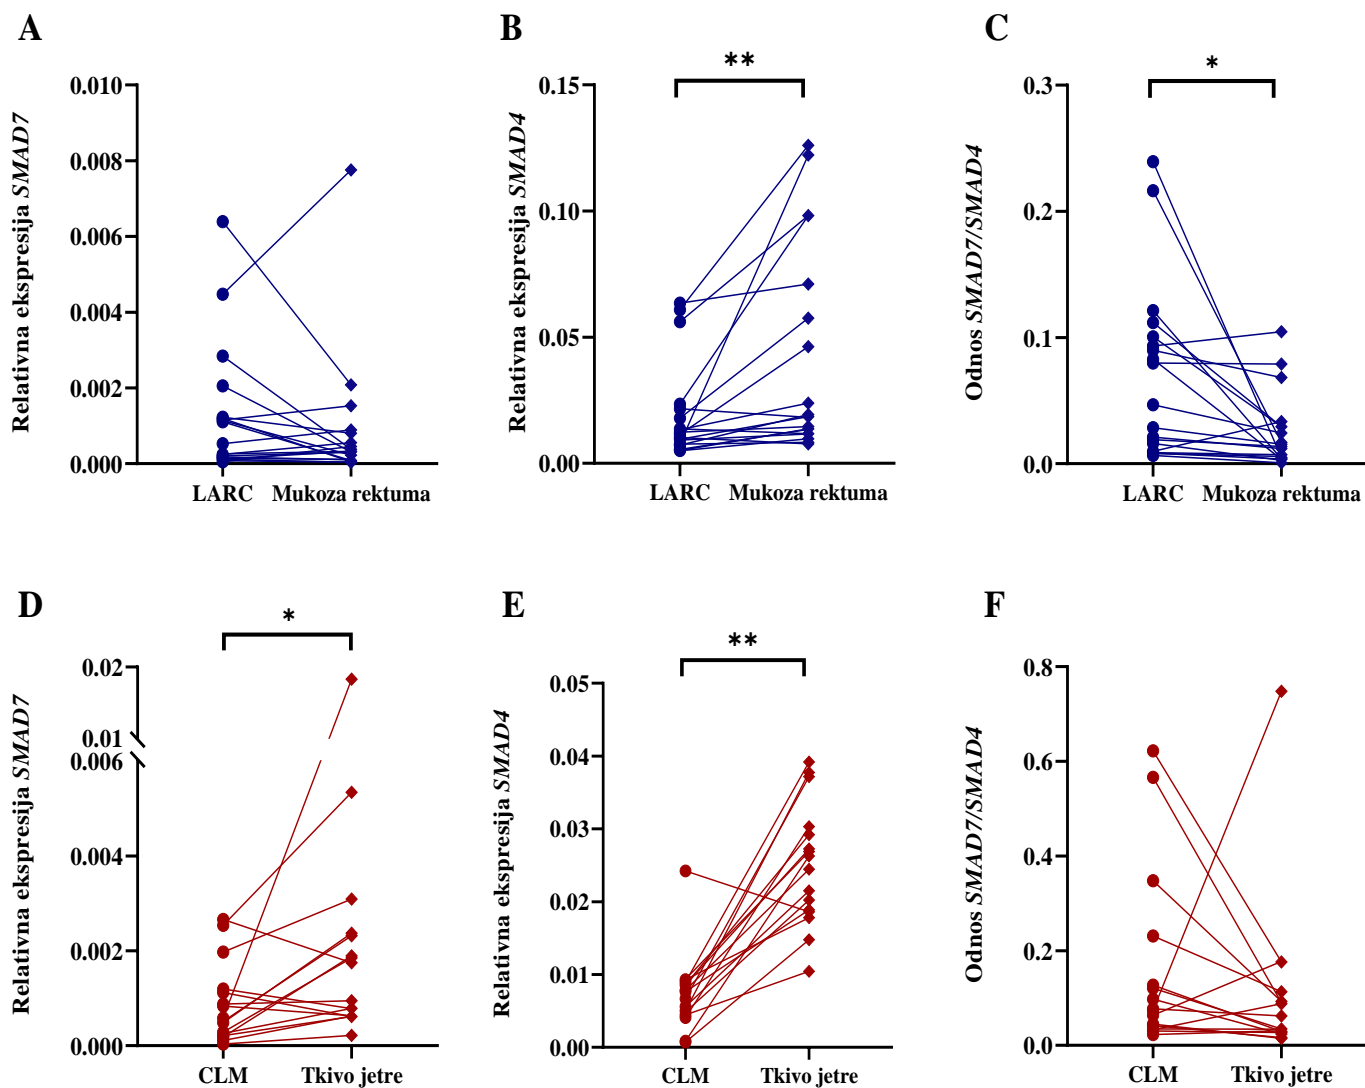 A
Relativna ekspresija SMAD7
0.010
0.008
0.006
0.004
0.002
0.000
LARC Mukoza rektuma
B
Relativna ekspresija SMAD4
**
0.15
0.10
0.05
0.00
LARC Mukoza rektuma
C
Odnos SMAD7/SMAD4
*
0.3
0.2
0.1
0.0
LARC Mukoza rektuma
D
Relativna ekspresija SMAD7
*
0.02
0.01
0.006
0.004
0.002
0.000
CLM Tkivo jetre
E
Relativna ekspresija SMAD4
**
0.05
0.04
0.03
0.02
0.01
0.00
CLM Tkivo jetre
F
Odnos SMAD7/SMAD4
0.8
0.6
0.4
0.2
0.0
CLM Tkivo jetre